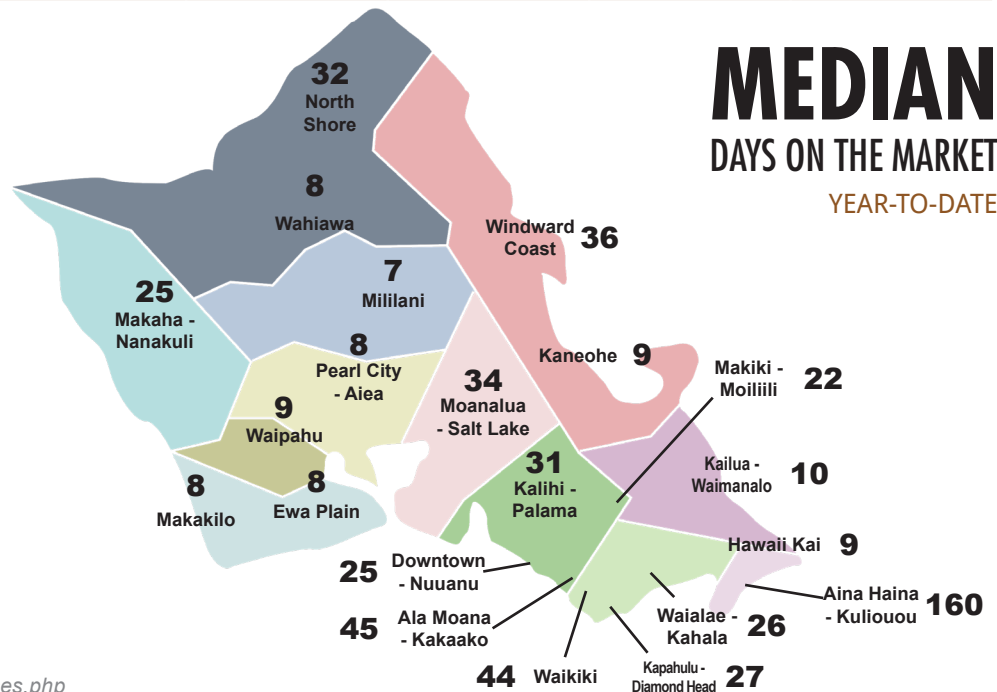 MEDIAN
DAYS ON THE MARKET
YEAR-TO-DATE
32
North
Shore
8
Wahiawa
Windward
Coast 36
7
Mililani
25
Makaha -
Nanakuli
8
Pearl City
- Aiea
Kaneohe 9
Makiki -
Moiliili 22
34
Moanalua
- Salt Lake
9
Waipahu
31
Kalihi -
Palama
Kailua -
Waimanalo 10
8
Makakilo
8
Ewa Plain
Hawaii Kai 9
25 Downtown
- Nuuanu
Aina Haina
- Kuliouou 160
45 Ala Moana
- Kakaako
Waialae -
Kahala 26
44 Waikiki
Kapahulu -
Diamond Head 27
es.php